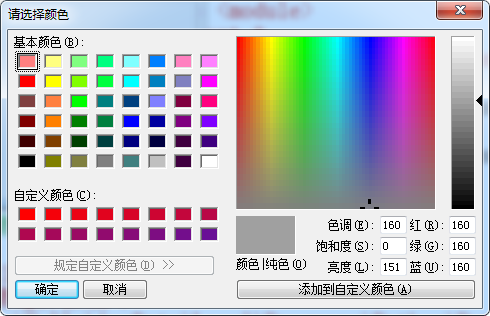 <module>
请选择颜色
基本颜色(B):
自定义颜色(C):
规定自定义颜色(D) >>
确定
取消
颜色|纯色(O)
色调(E): 160 红(R): 160
饱和度(S): 0 绿(G): 160
亮度(L): 151 蓝(U): 160
添加到自定义颜色(A)